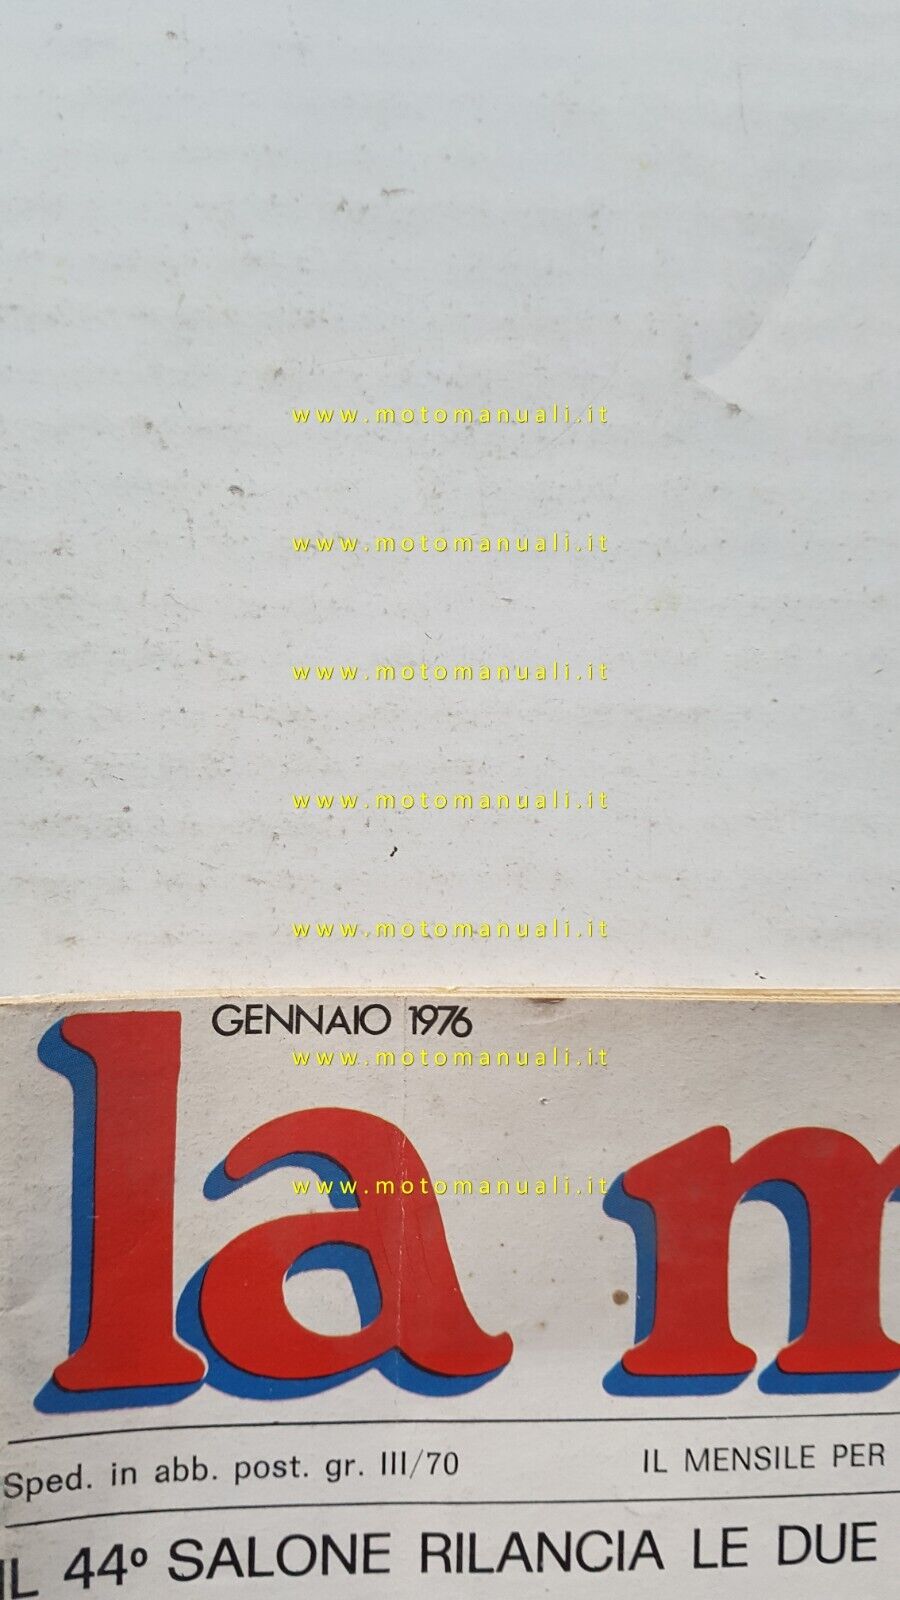 www.motomanuali.it
www.motomanuali.it
www.motomanuali.it
www.motomanuali.it
www.motomanuali.it
GENNAIO 1976
www.motomanuali.it
la m
www.motomanuali.it
Sped. in abb. post. gr. III/70
IL MENSILE PER
IL 44º SALONE RILANCIA LE DUE